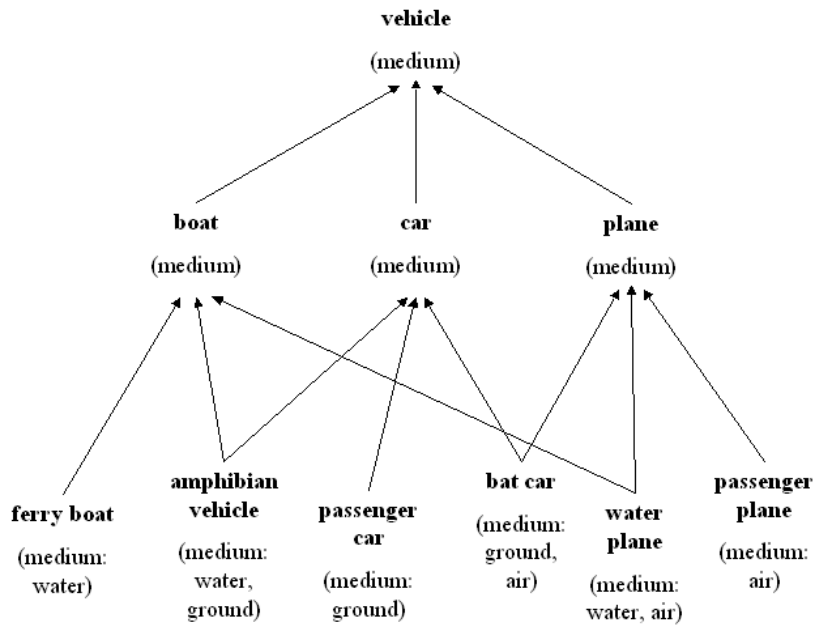 vehicle
(medium)
boat
(medium)
car
(medium)
plane
(medium)
ferry boat
(medium:
water)
amphibian
vehicle
(medium:
water,
ground)
passenger
car
(medium:
ground)
bat car
(medium:
ground,
air)
water
plane
(medium:
water, air)
passenger
plane
(medium:
air)